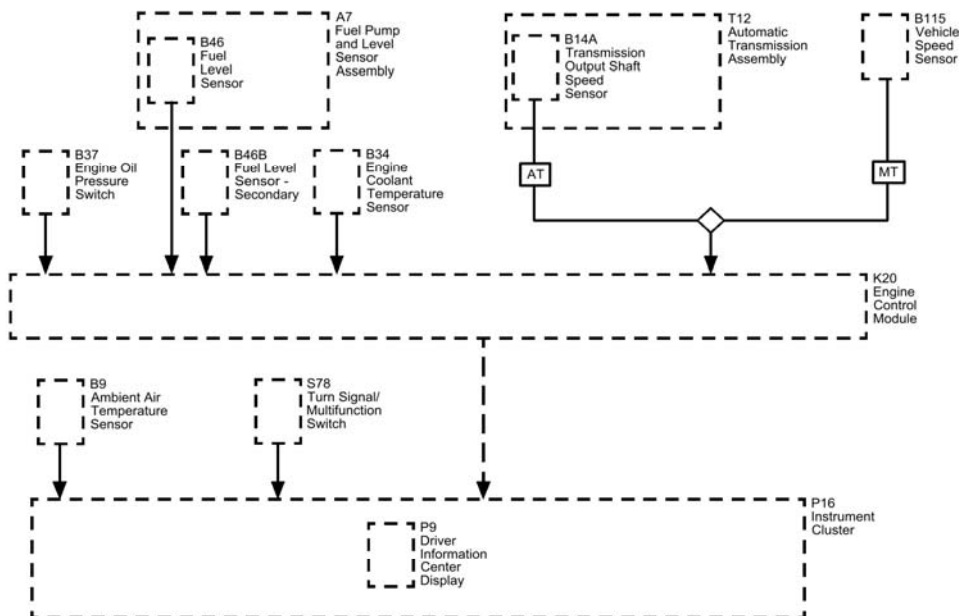 A7
Fuel Pump
and Level
Sensor
Assembly
B46
Fuel
Level
Sensor
T12
Automatic
Transmission
Assembly
B14A
Transmission
Output Shaft
Speed
Sensor
B115
Vehicle
Speed
Sensor
B37
Engine Oil
Pressure
Switch
B46B
Fuel Level
Sensor -
Secondary
B34
Engine
Coolant
Temperature
Sensor
AT
MT
K20
Engine
Control
Module
B9
Ambient Air
Temperature
Sensor
S78
Turn Signal/
Multifunction
Switch
P16
Instrument
Cluster
P9
Driver
Information
Center
Display